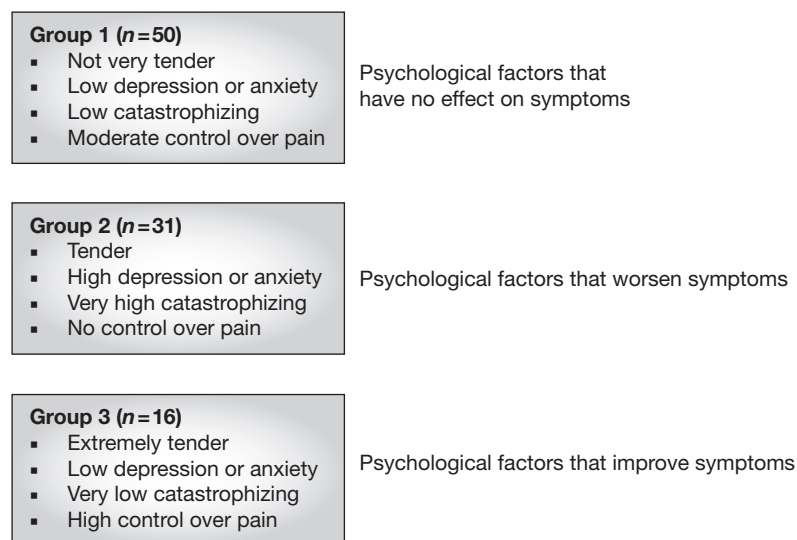 Group 1 (n=50)
▪ Not very tender
▪ Low depression or anxiety
▪ Low catastrophizing
▪ Moderate control over pain
Psychological factors that
have no effect on symptoms
Group 2 (n=31)
▪ Tender
▪ High depression or anxiety
▪ Very high catastrophizing
▪ No control over pain
Psychological factors that worsen symptoms
Group 3 (n=16)
▪ Extremely tender
▪ Low depression or anxiety
▪ Very low catastrophizing
▪ High control over pain
Psychological factors that improve symptoms